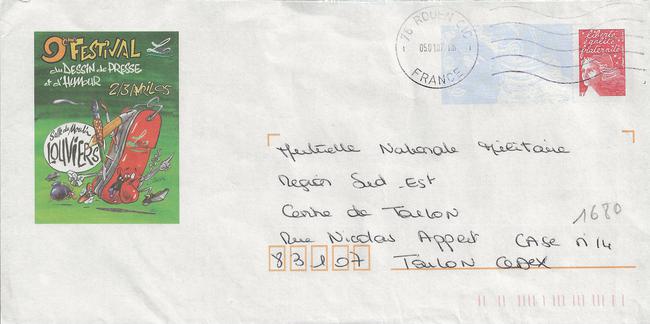 9ème FESTIVAL
du DESSIN de PRESSE
et d'HUMOUR
2/3 Avril 05
Salle du Moulin
LOUVIERS
76 ROUEN CTC
FRANCE
liberté
égalité
fraternité
Mutuelle Nationale Militaire
Région Sud-Est
Centre de Toulon
1680
Rue Nicolas Appert CASE n°14
83107 Toulon Cedex